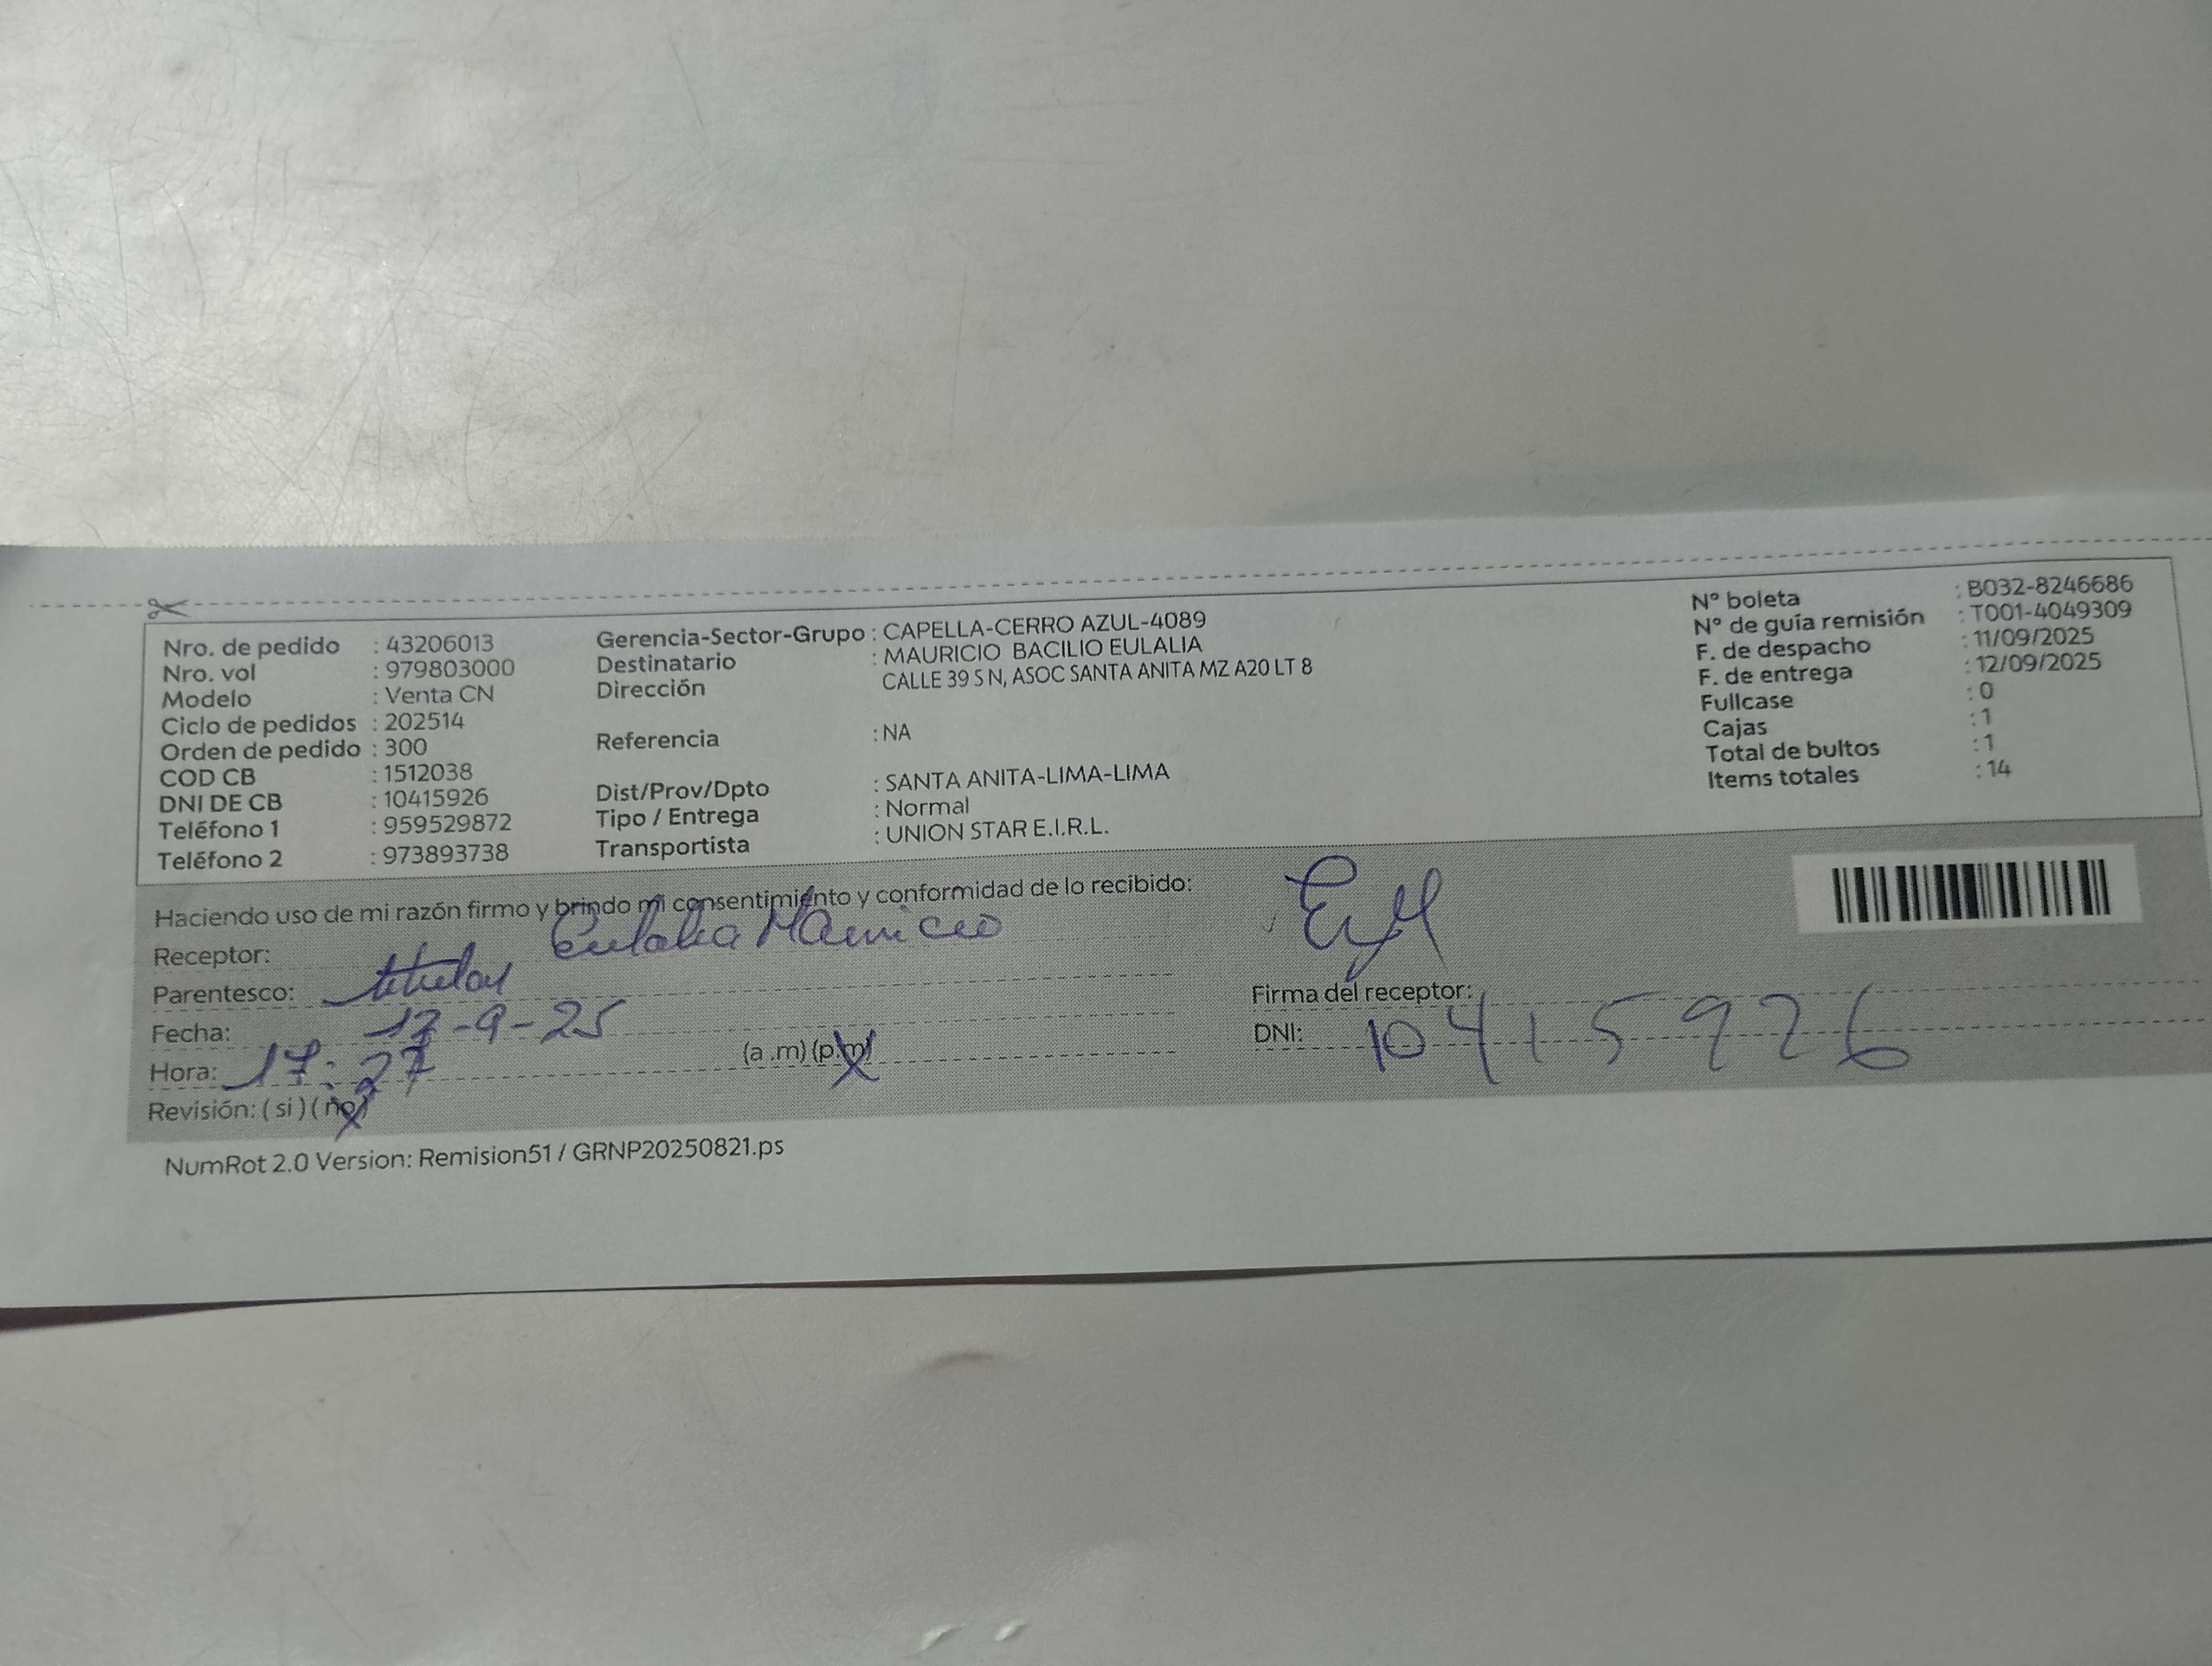 Nro. de pedido : 43206013
Nro. vol : 979803000
Modelo : Venta CN
Ciclo de pedidos : 202514
Orden de pedido : 300
COD CB : 1512038
DNI DE CB : 10415926
Teléfono 1 : 959529872
Teléfono 2 : 973893738
Gerencia-Sector-Grupo : CAPELLA-CERRO AZUL-4089
Destinatario : MAURICIO BACILIO EULALIA
Dirección CALLE 39 S N, ASOC SANTA ANITA MZ A20 LT 8
Referencia : NA
Dist/Prov/Dpto : SANTA ANITA-LIMA-LIMA
Tipo / Entrega : Normal
Transportista : UNION STAR E.I.R.L.
N° boleta : B032-8246686
N° de guía remisión : T001-4049309
F. de despacho : 11/09/2025
F. de entrega : 12/09/2025
Fullcase : 0
Cajas : 1
Total de bultos : 1
Items totales : 14
Haciendo uso de mi razón firmo y brindo mi consentimiento y conformidad de lo recibido:
Receptor: Eulalia Mauricio
Parentesco: titular
Fecha: -9-25
Hora: 17:27 (a .m) (p.m)
Revisión: ( si ) ( no )
Firma del receptor:
DNI: 10415926
NumRot 2.0 Version: Remision51 / GRNP20250821.ps